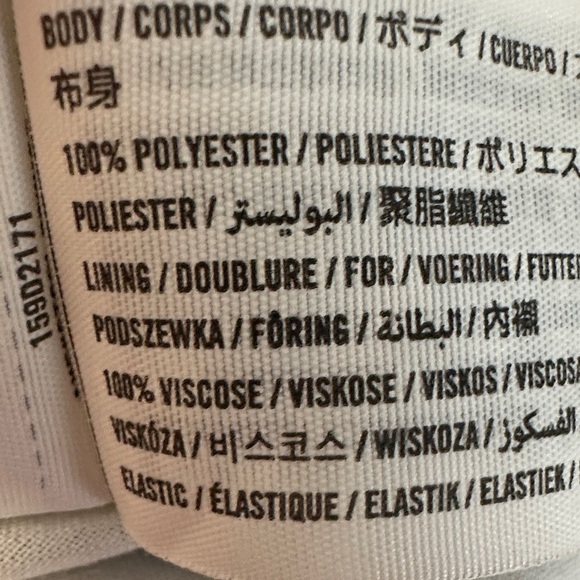 BODY / CORPS / CORPO / ボディ / CUERPO /
布身
100% POLYESTER / POLIESTERE / ポリエス
POLIESTER / البوليستر / 聚脂纖維
LINING / DOUBLURE / FOR / VOERING / FUTTER
PODSZEWKA / FÔRING / البطانة / 內襯
100% VISCOSE / VISKOSE / VISKOS / VISCOSA
VISKÓZA / 비스코스 / WISKOZA / الفسكوز
ELASTIC / ÉLASTIQUE / ELASTIK / ELASTIEK /
159D2171